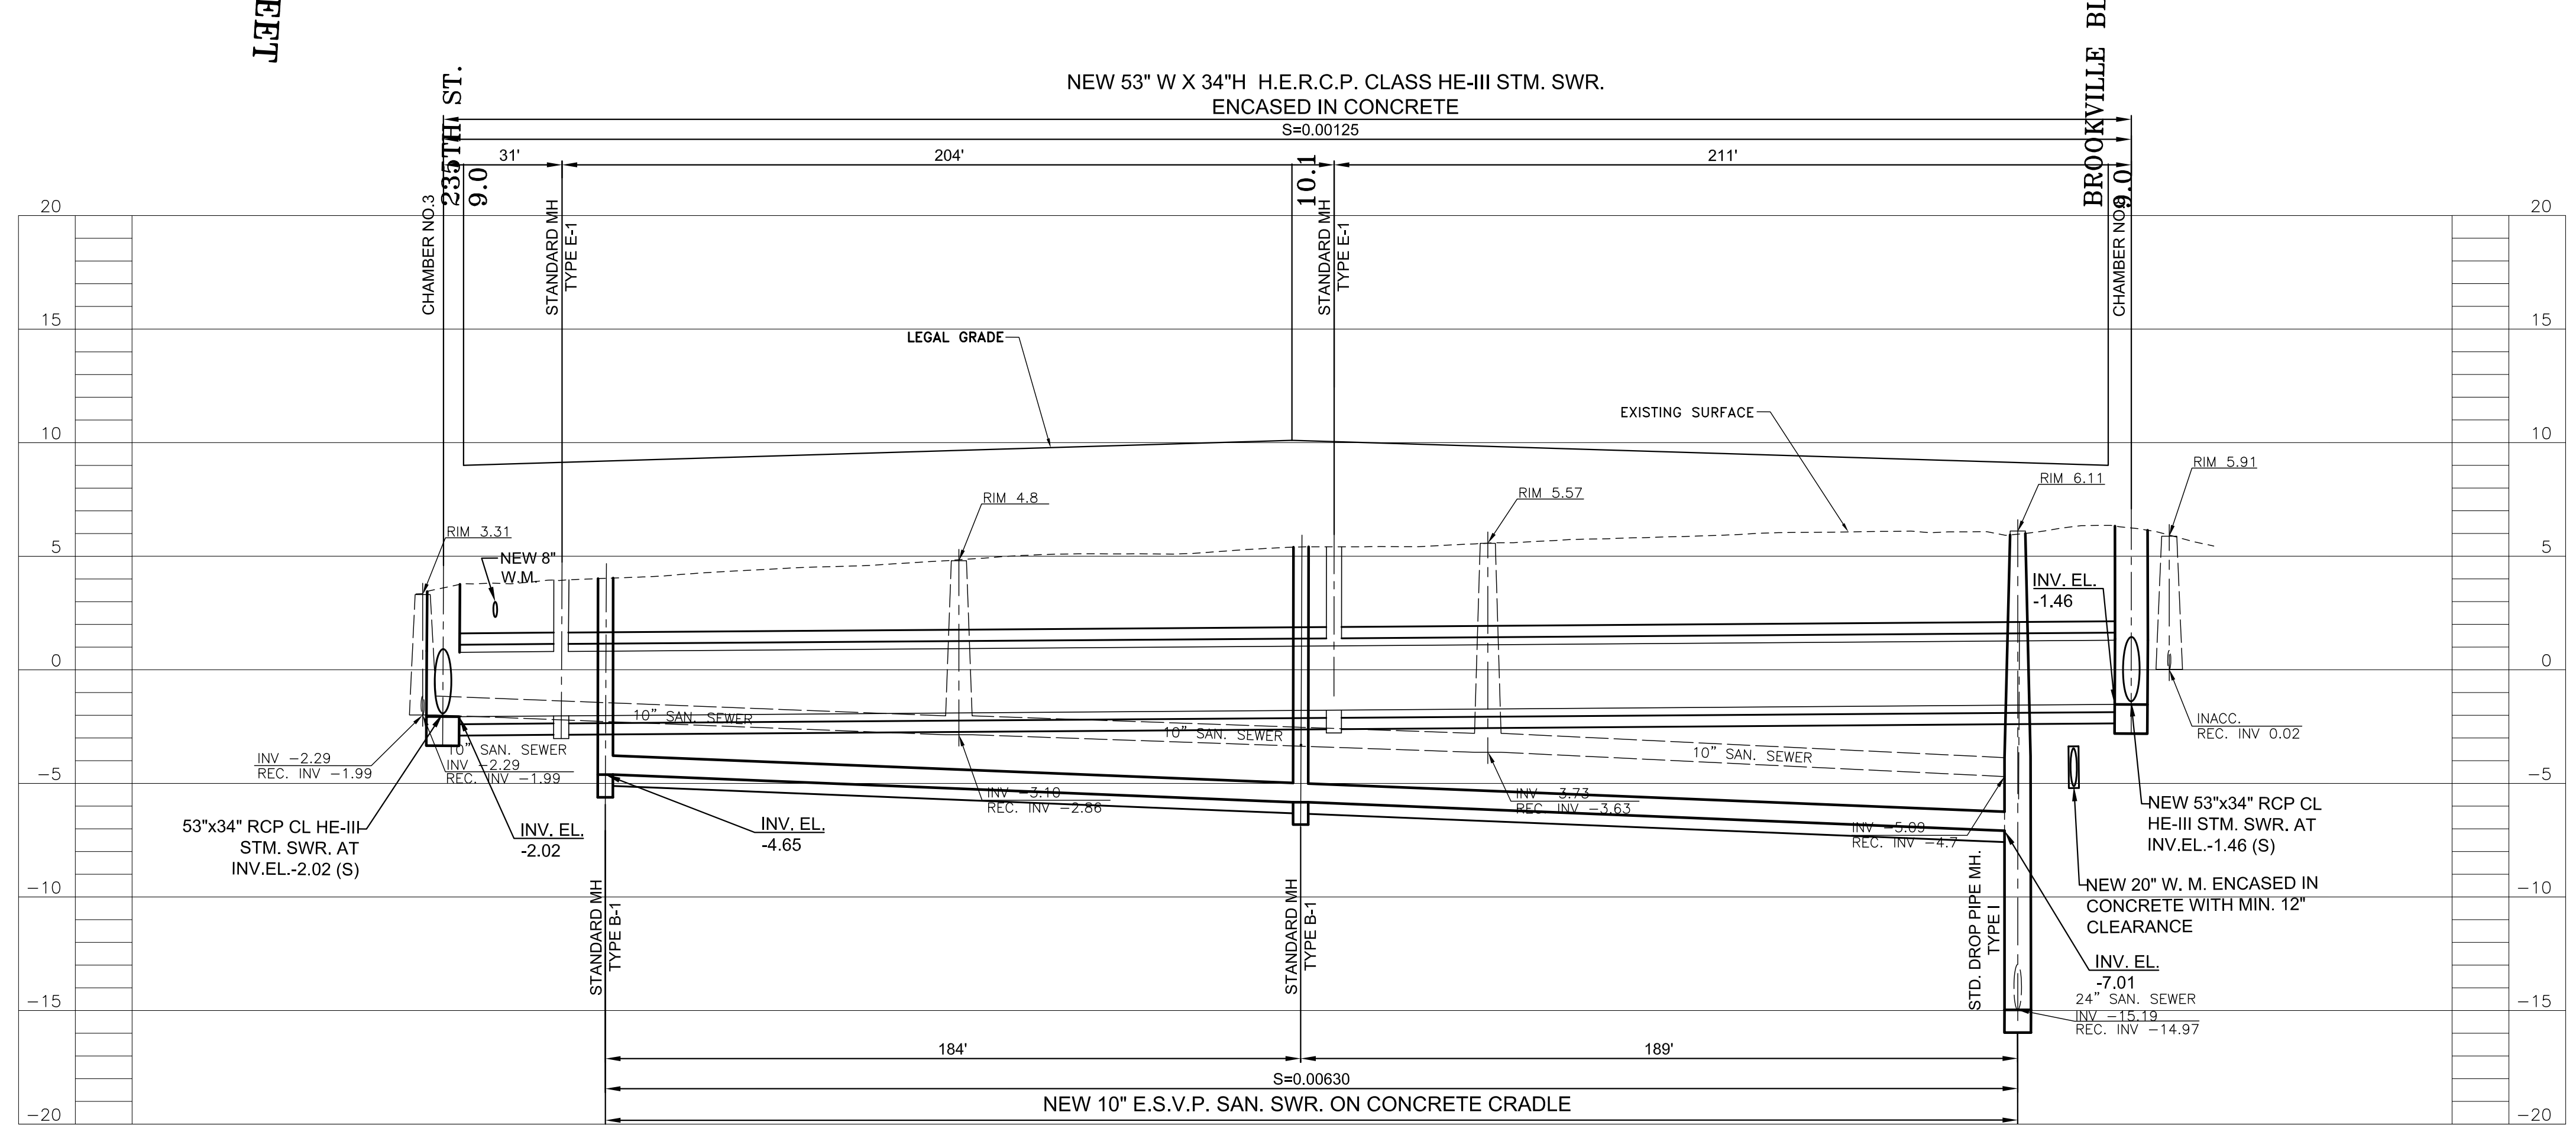 EET
BROOKVILLE BL
NEW 53" W X 34"H H.E.R.C.P. CLASS HE-III STM. SWR.
ENCASED IN CONCRETE
S=0.00125
31'
204'
211'
235TH ST.
9.0
10.1
9.0
CHAMBER NO.3
STANDARD MH
TYPE E-1
STANDARD MH
TYPE E-1
CHAMBER NO.
20
20
15
15
LEGAL GRADE
EXISTING SURFACE
10
10
RIM 3.31
RIM 4.8
RIM 5.57
RIM 6.11
RIM 5.91
NEW 8"
W.M.
5
5
INV. EL.
-1.46
0
0
10" SAN. SEWER
10" SAN. SEWER
10" SAN. SEWER
10" SAN. SEWER
INV -2.29
REC. INV -1.99
INV -2.29
REC. INV -1.99
INACC.
REC. INV 0.02
-5
-5
INV -3.10
REC. INV -2.86
INV -3.73
REC. INV -3.63
INV -5.09
REC. INV -4.7
53"x34" RCP CL HE-III
STM. SWR. AT
INV.EL.-2.02 (S)
INV. EL.
-2.02
INV. EL.
-4.65
NEW 53"x34" RCP CL
HE-III STM. SWR. AT
INV.EL.-1.46 (S)
NEW 20" W. M. ENCASED IN
CONCRETE WITH MIN. 12"
CLEARANCE
-10
-10
STANDARD MH
TYPE B-1
STANDARD MH
TYPE B-1
STD. DROP PIPE MH.
TYPE I
INV. EL.
-7.01
24" SAN. SEWER
INV -15.19
REC. INV -14.97
-15
-15
184'
189'
S=0.00630
NEW 10" E.S.V.P. SAN. SWR. ON CONCRETE CRADLE
-20
-20